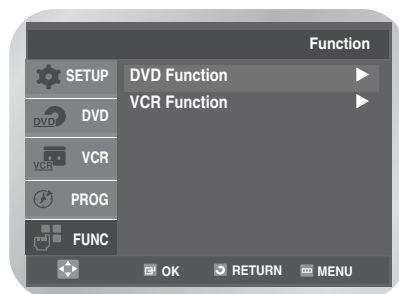 Function
SETUP
DVD Function ►
VCR Function ►
DVD DVD
VCR VCR
PROG
FUNC
OK RETURN MENU